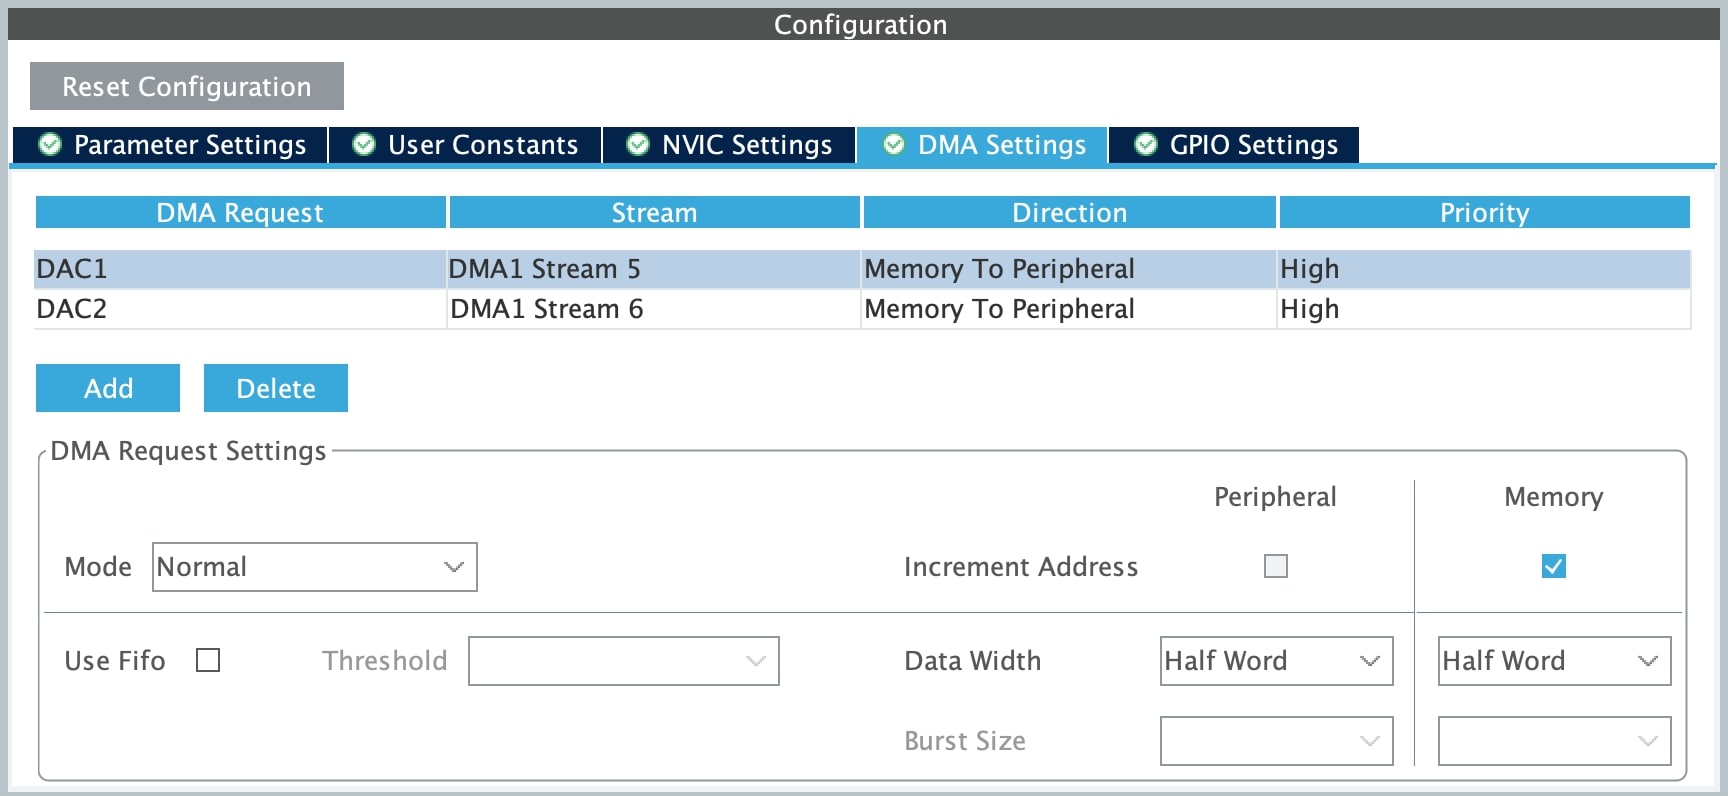 Configuration
Reset Configuration
Parameter Settings User Constants NVIC Settings DMA Settings GPIO Settings
DMA Request Stream Direction Priority
DAC1 DMA1 Stream 5 Memory To Peripheral High
DAC2 DMA1 Stream 6 Memory To Peripheral High
Add Delete
DMA Request Settings
Peripheral Memory
Mode Normal Increment Address
Use Fifo Threshold Data Width Half Word Half Word
Burst Size